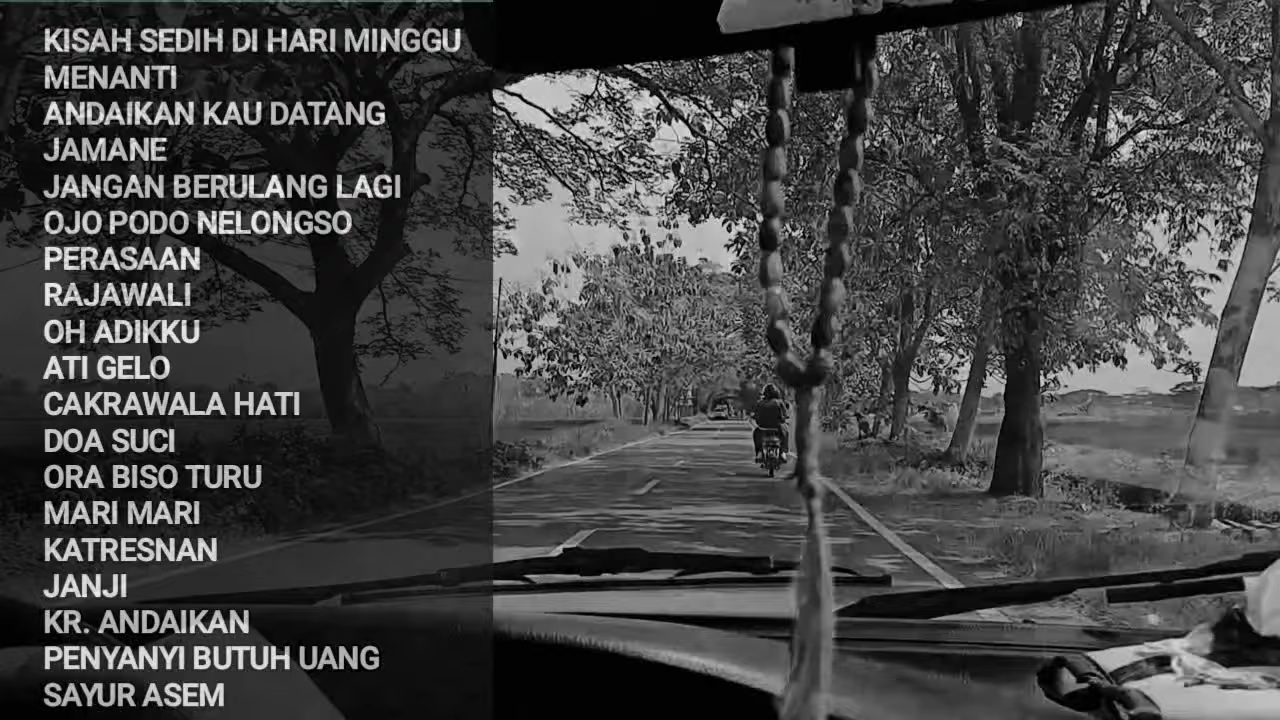 KISAH SEDIH DI HARI MINGGU
MENANTI
ANDAIKAN KAU DATANG
JAMANE
JANGAN BERULANG LAGI
OJO PODO NELONGSO
PERASAAN
RAJAWALI
OH ADIKKU
ATI GELO
CAKRAWALA HATI
DOA SUCI
ORA BISO TURU
MARI MARI
KATRESNAN
JANJI
KR. ANDAIKAN
PENYANYI BUTUH UANG
SAYUR ASEM